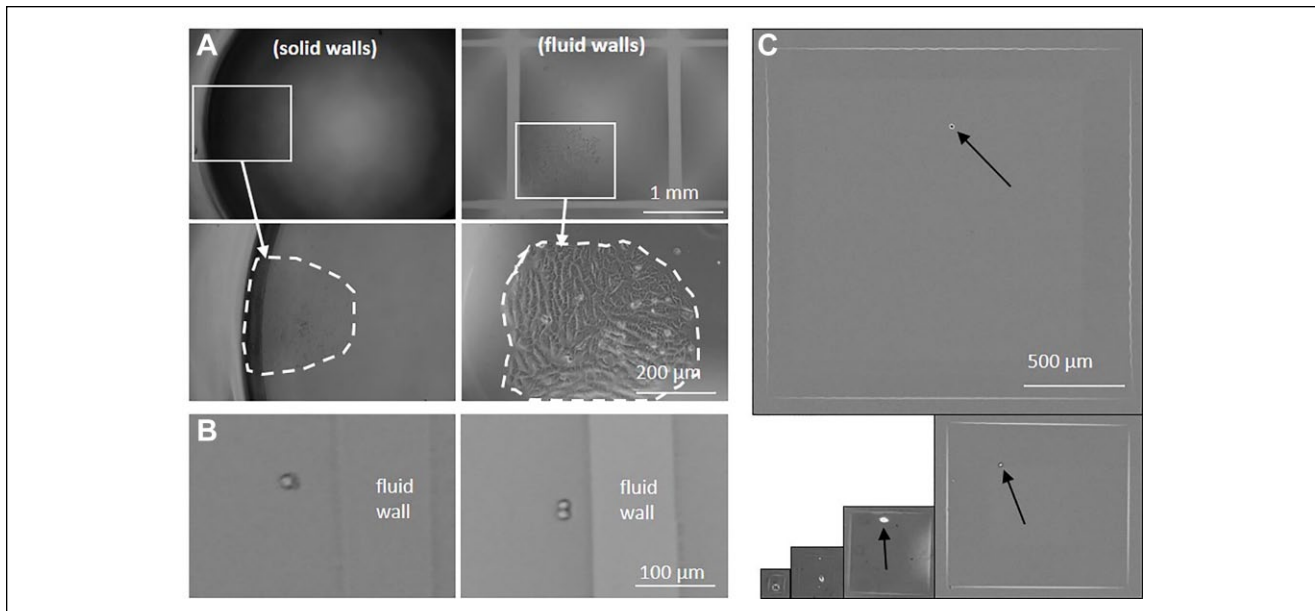 A
(solid walls)
(fluid walls)
1 mm
200 µm
B
fluid
wall
fluid
wall
100 µm
C
500 µm